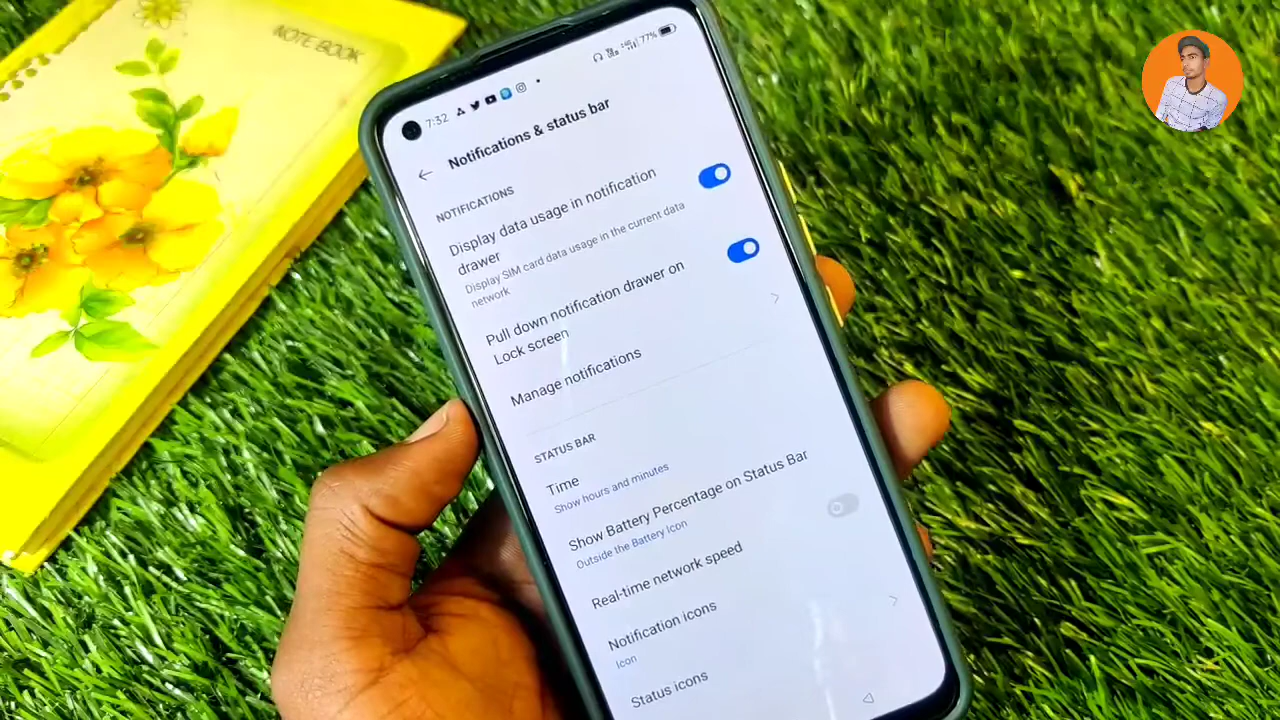 NOTE BOOK
7:32
77%
Notifications & status bar
NOTIFICATIONS
Display data usage in notification
drawer
Display SIM card data usage in the current data
network
Pull down notification drawer on
Lock screen
Manage notifications
STATUS BAR
Time
Show hours and minutes
Show Battery Percentage on Status Bar
Outside the Battery Icon
Real-time network speed
Notification icons
Icon
Status icons